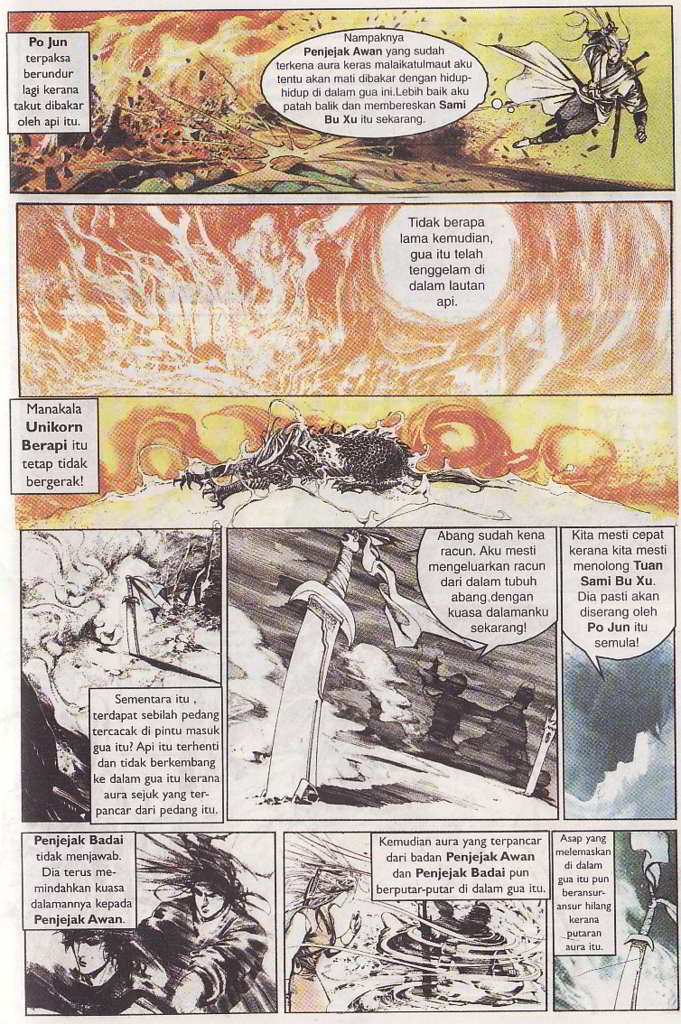 Po Jun
terpaksa
berundur
lagi kerana
takut dibakar
oleh api itu.
Nampaknya
Penjejak Awan yang sudah
terkena aura keras malaikatulmaut aku
tentu akan mati dibakar dengan hidup-
hidup di dalam gua ini.Lebih baik aku
patah balik dan membereskan Sami
Bu Xu itu sekarang.
Tidak berapa
lama kemudian,
gua itu telah
tenggelam di
dalam lautan
api.
Manakala
Unikorn
Berapi itu
tetap tidak
bergerak!
Sementara itu ,
terdapat sebilah pedang
tercacak di pintu masuk
gua itu? Api itu terhenti
dan tidak berkembang
ke dalam gua itu kerana
aura sejuk yang ter-
pancar dari pedang itu.
Abang sudah kena
racun. Aku mesti
mengeluarkan racun
dari dalam tubuh
abang.dengan
kuasa dalamanku
sekarang!
Kita mesti cepat
kerana kita mesti
menolong Tuan
Sami Bu Xu.
Dia pasti akan
diserang oleh
Po Jun itu
semula!
Penjejak Badai
tidak menjawab.
Dia terus me-
mindahkan kuasa
dalamannya kepada
Penjejak Awan.
Kemudian aura yang terpancar
dari badan Penjejak Awan
dan Penjejak Badai pun
berputar-putar di dalam gua itu.
Asap yang
melemaskan
di dalam
gua itu pun
beransur-
ansur hilang
kerana
putaran
aura itu.